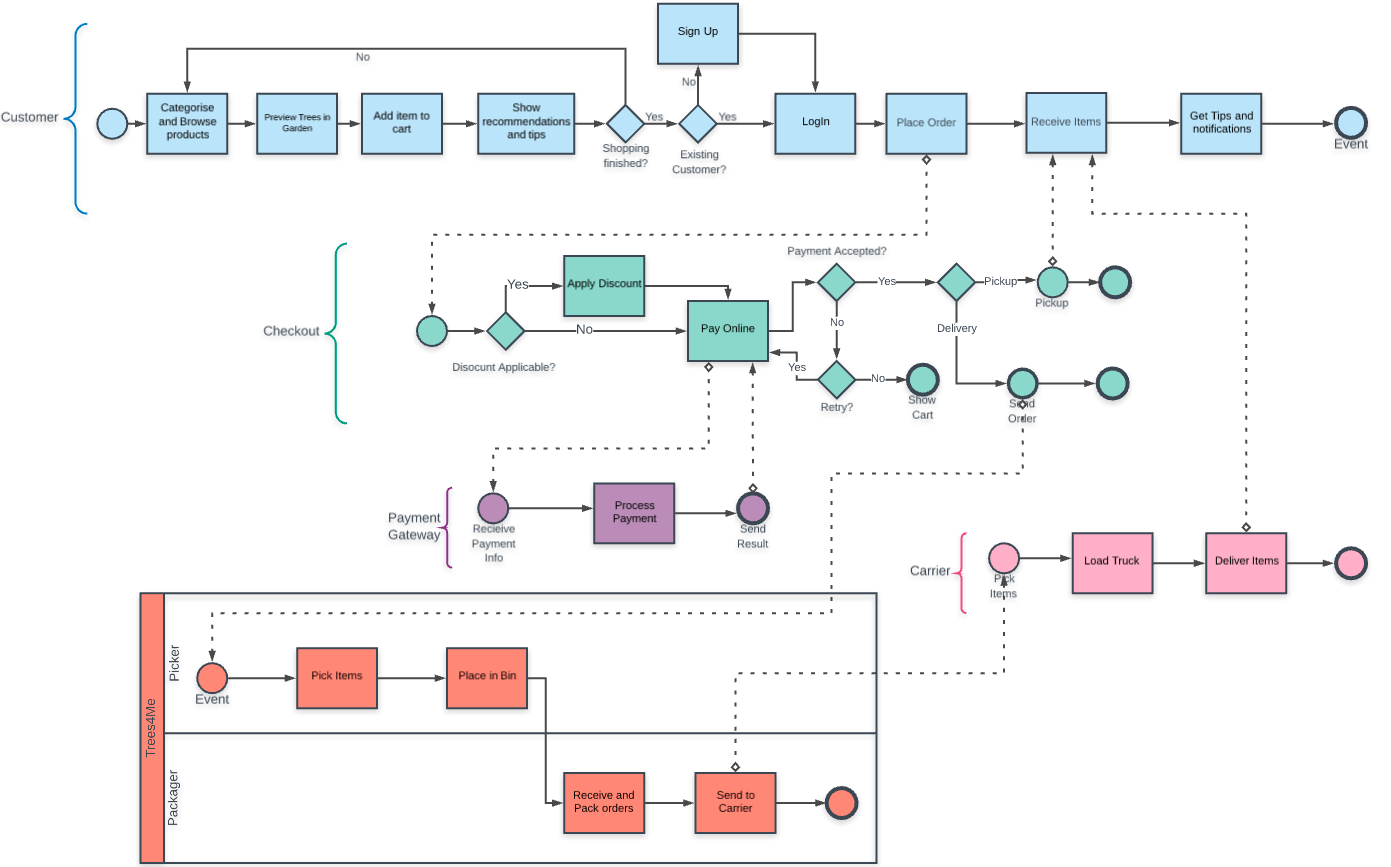 Sign Up
No
No
Customer
Categorise
and Browse
products
Preview Trees in
Garden
Add item to
cart
Show
recommendations
and tips
Yes
Shopping
finished?
Yes
Existing
Customer?
LogIn
Place Order
Receive Items
Get Tips and
notifications
Event
Checkout
Yes
Apply Discount
Disocunt Applicable?
No
Pay Online
Payment Accepted?
Yes
Pickup
Pickup
No
Delivery
Yes
Retry?
No
Show
Cart
Send
Order
Payment
Gateway
Recieive
Payment
Info
Process
Payment
Send
Result
Carrier
Pick
Items
Load Truck
Deliver Items
Trees4Me
Picker
Event
Pick Items
Place in Bin
Packager
Receive and
Pack orders
Send to
Carrier